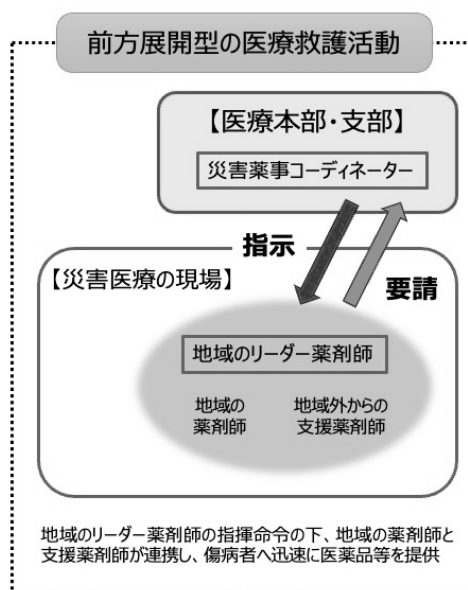 前方展開型の医療救護活動
【医療本部・支部】
災害薬事コーディネーター
指示
要請
【災害医療の現場】
地域のリーダー薬剤師
地域の
薬剤師
地域外からの
支援薬剤師
地域のリーダー薬剤師の指揮命令の下、地域の薬剤師と
支援薬剤師が連携し、傷病者へ迅速に医薬品等を提供